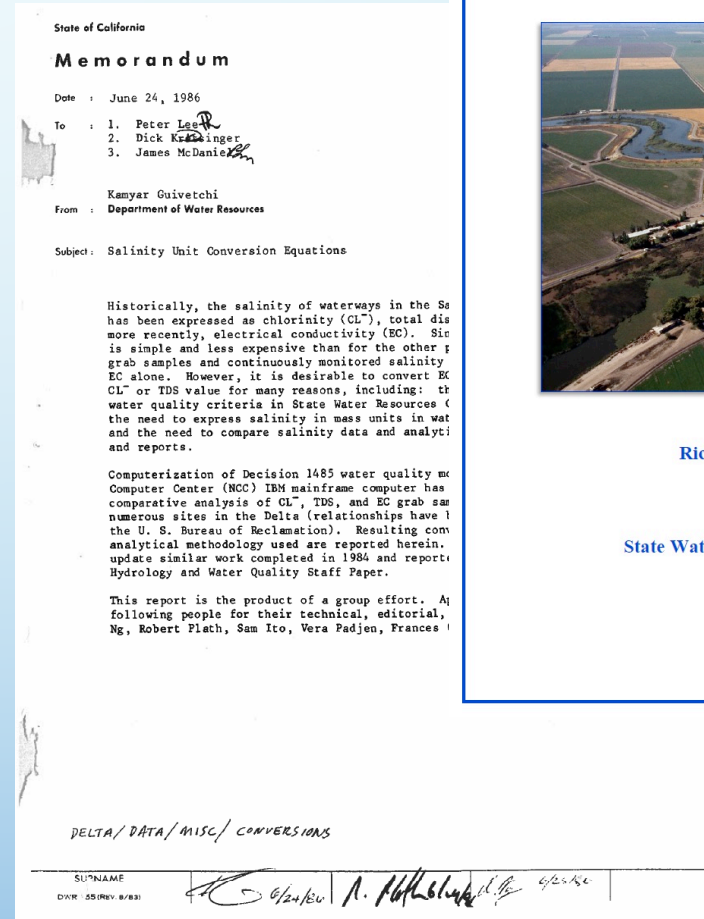 State of California
Memorandum
Date : June 24, 1986
To : 1. Peter Lee
2. Dick
3. James McDaniel
Kamyar Guivetchi
From : Department of Water Resources
Subject: Salinity Unit Conversion Equations
Historically, the salinity of waterways in the Sa
has been expressed as chlorinity (CL⁻), total dis
more recently, electrical conductivity (EC). Sin
is simple and less expensive than for the other p
grab samples and continuously monitored salinity
EC alone. However, it is desirable to convert EC
CL⁻ or TDS value for many reasons, including: th
water quality criteria in State Water Resources C
the need to express salinity in mass units in wat
and the need to compare salinity data and analyti
and reports.
Computerization of Decision 1485 water quality mo
Computer Center (NCC) IBM mainframe computer has
comparative analysis of CL⁻, TDS, and EC grab sam
numerous sites in the Delta (relationships have b
the U. S. Bureau of Reclamation). Resulting conv
analytical methodology used are reported herein.
update similar work completed in 1984 and reporte
Hydrology and Water Quality Staff Paper.
This report is the product of a group effort. Ap
following people for their technical, editorial,
Ng, Robert Plath, Sam Ito, Vera Padjen, Frances
Ric
State Wat
DELTA/DATA/MISC/CONVERSIONS
SURNAME
DWR 155 (REV. 8/83)
6/24/86